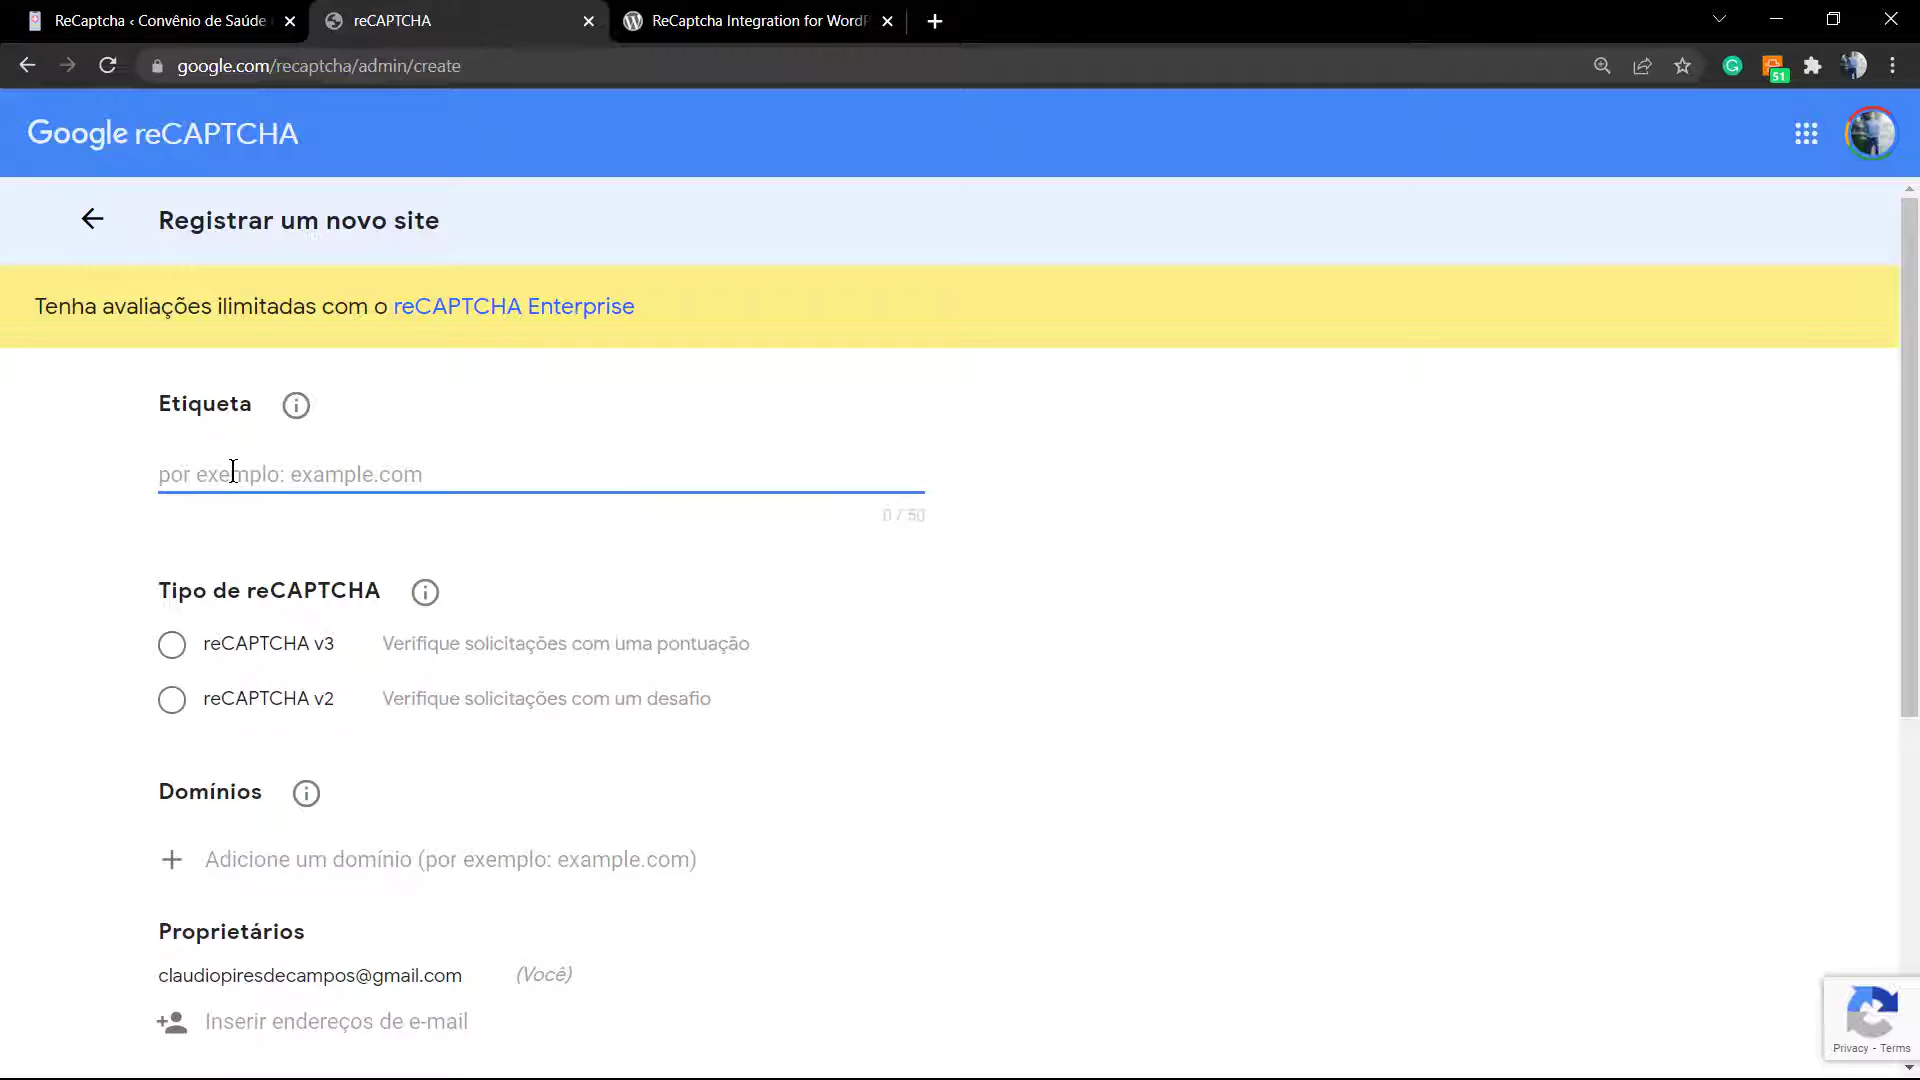 ReCaptcha ‹ Convênio de Saúde
reCAPTCHA
ReCaptcha Integration for WordP
google.com/recaptcha/admin/create
51
Google reCAPTCHA
Registrar um novo site
Tenha avaliações ilimitadas com o reCAPTCHA Enterprise
Etiqueta
por exemplo: example.com
0 / 50
Tipo de reCAPTCHA
reCAPTCHA v3 Verifique solicitações com uma pontuação
reCAPTCHA v2 Verifique solicitações com um desafio
Domínios
Adicione um domínio (por exemplo: example.com)
Proprietários
claudiopiresdecampos@gmail.com (Você)
Inserir endereços de e-mail
Privacy - Terms